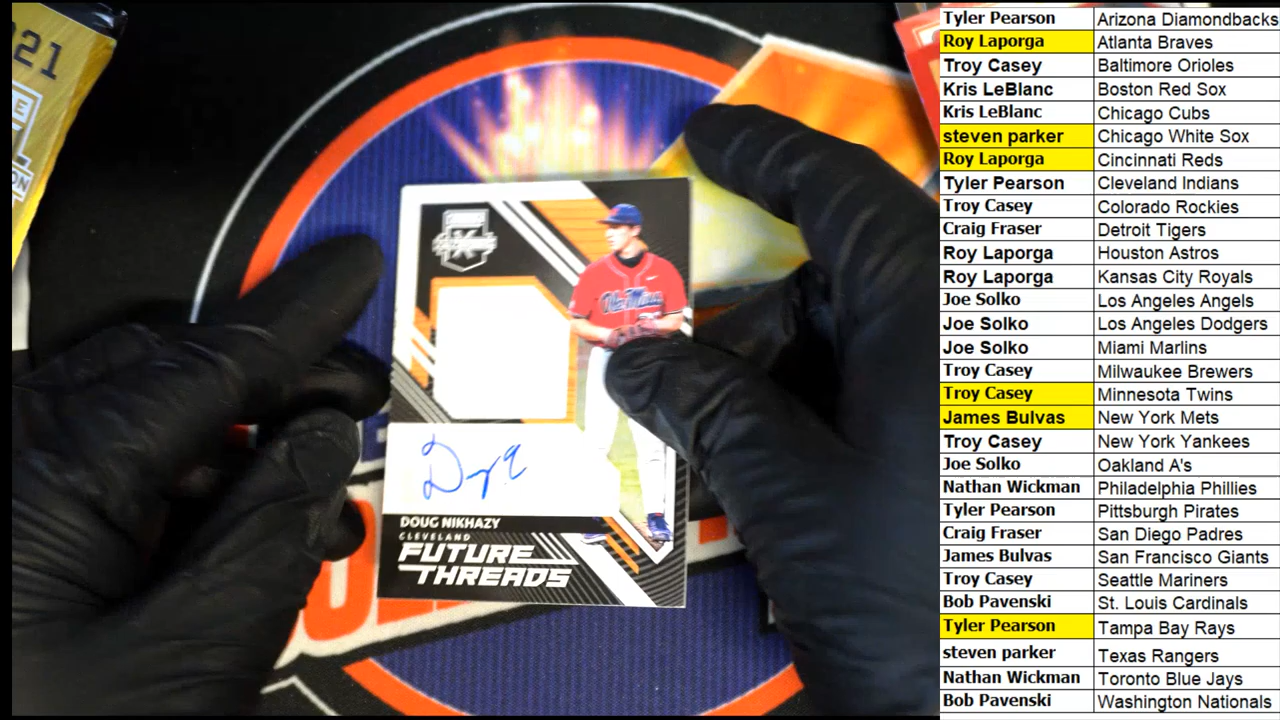 21
Ole Miss
DOUG NIKHAZY
CLEVELAND
FUTURE
THREADS
Tyler Pearson Arizona Diamondbacks
Roy Laporga Atlanta Braves
Troy Casey Baltimore Orioles
Kris LeBlanc Boston Red Sox
Kris LeBlanc Chicago Cubs
steven parker Chicago White Sox
Roy Laporga Cincinnati Reds
Tyler Pearson Cleveland Indians
Troy Casey Colorado Rockies
Craig Fraser Detroit Tigers
Roy Laporga Houston Astros
Roy Laporga Kansas City Royals
Joe Solko Los Angeles Angels
Joe Solko Los Angeles Dodgers
Joe Solko Miami Marlins
Troy Casey Milwaukee Brewers
Troy Casey Minnesota Twins
James Bulvas New York Mets
Troy Casey New York Yankees
Joe Solko Oakland A's
Nathan Wickman Philadelphia Phillies
Tyler Pearson Pittsburgh Pirates
Craig Fraser San Diego Padres
James Bulvas San Francisco Giants
Troy Casey Seattle Mariners
Bob Pavenski St. Louis Cardinals
Tyler Pearson Tampa Bay Rays
steven parker Texas Rangers
Nathan Wickman Toronto Blue Jays
Bob Pavenski Washington Nationals